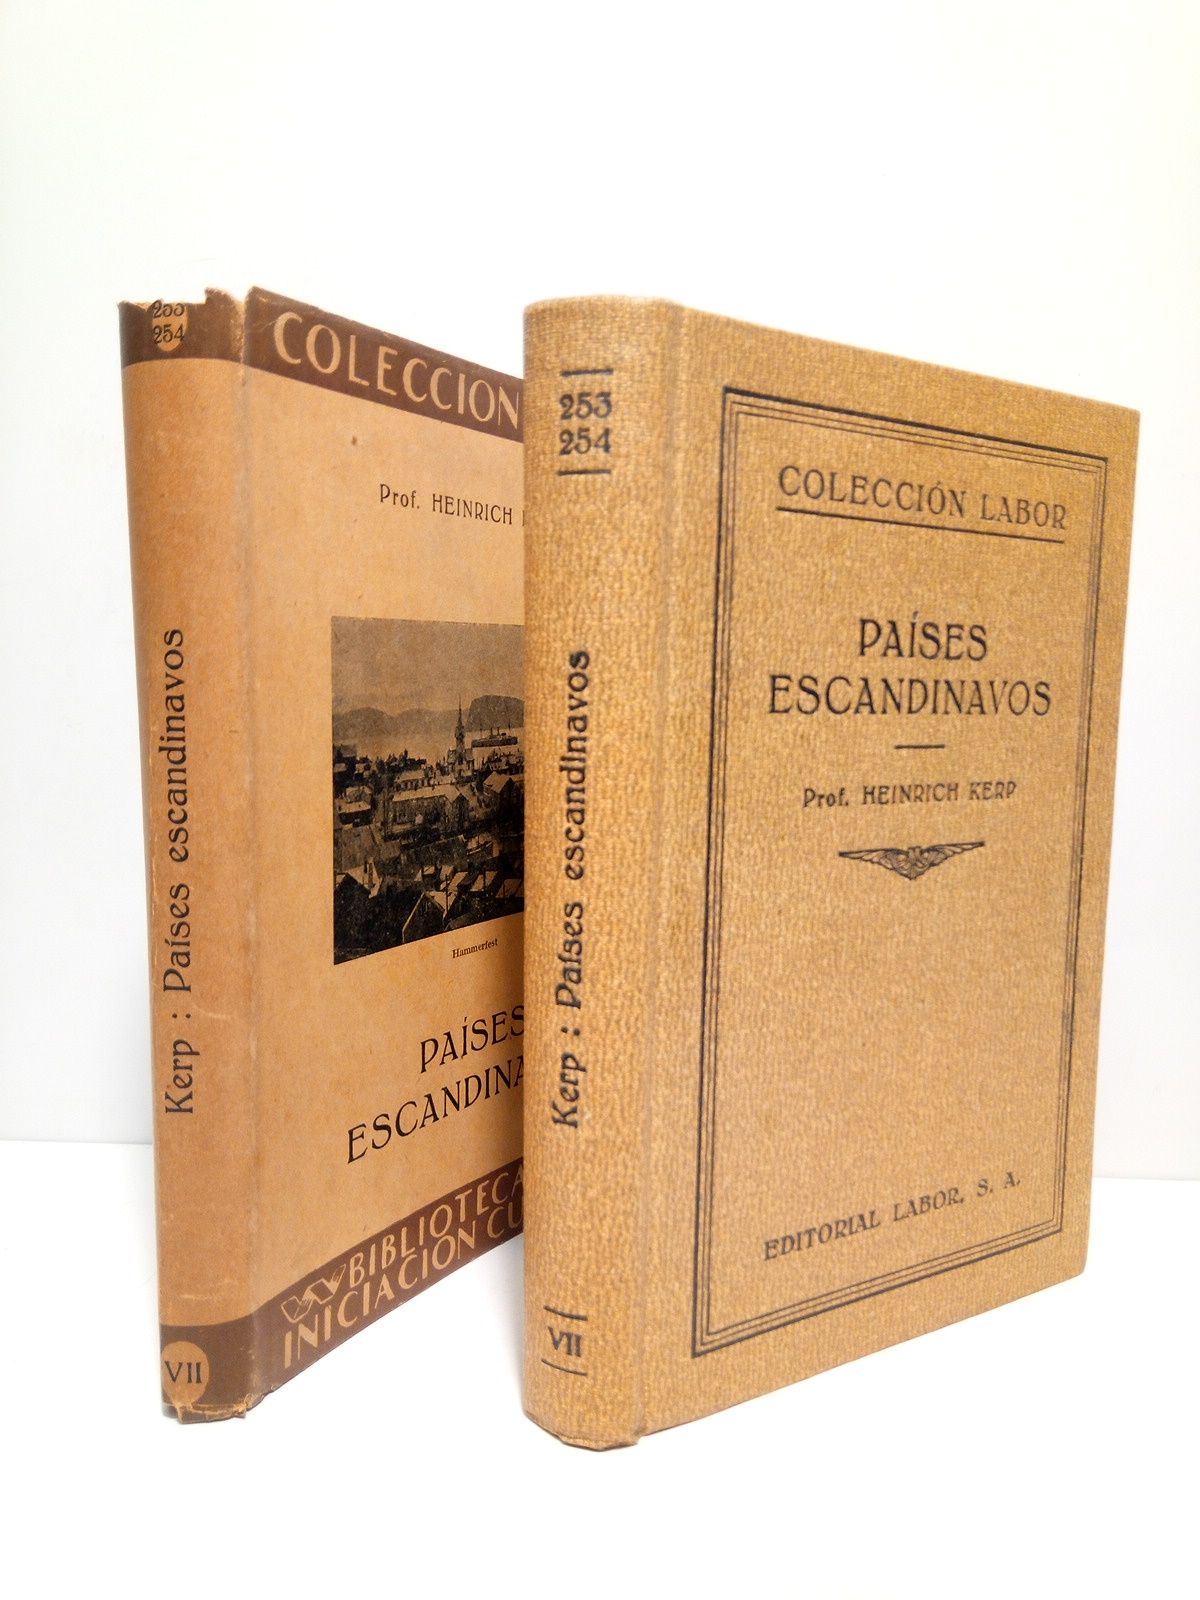 253
254
Kerp : Países escandinavos
VII
COLECCION
Prof. HEINRICH
Hammerfest
PAÍSES
ESCANDINA
BIBLIOTECA
INICIACIÓN CU
253
254
Kerp : Países escandinavos
VII
COLECCIÓN LABOR
PAÍSES
ESCANDINAVOS
Prof. HEINRICH KERP
EDITORIAL LABOR, S. A.